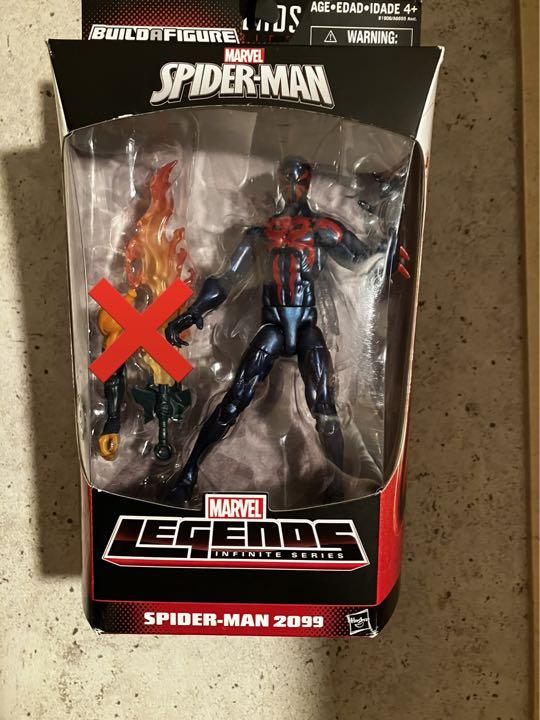 BUILD A FIGURE
AGE•EDAD•IDADE 4+
⚠ WARNING:
MARVEL
SPIDER-MAN
MARVEL
LEGENDS
INFINITE SERIES
SPIDER-MAN 2099
Hasbro